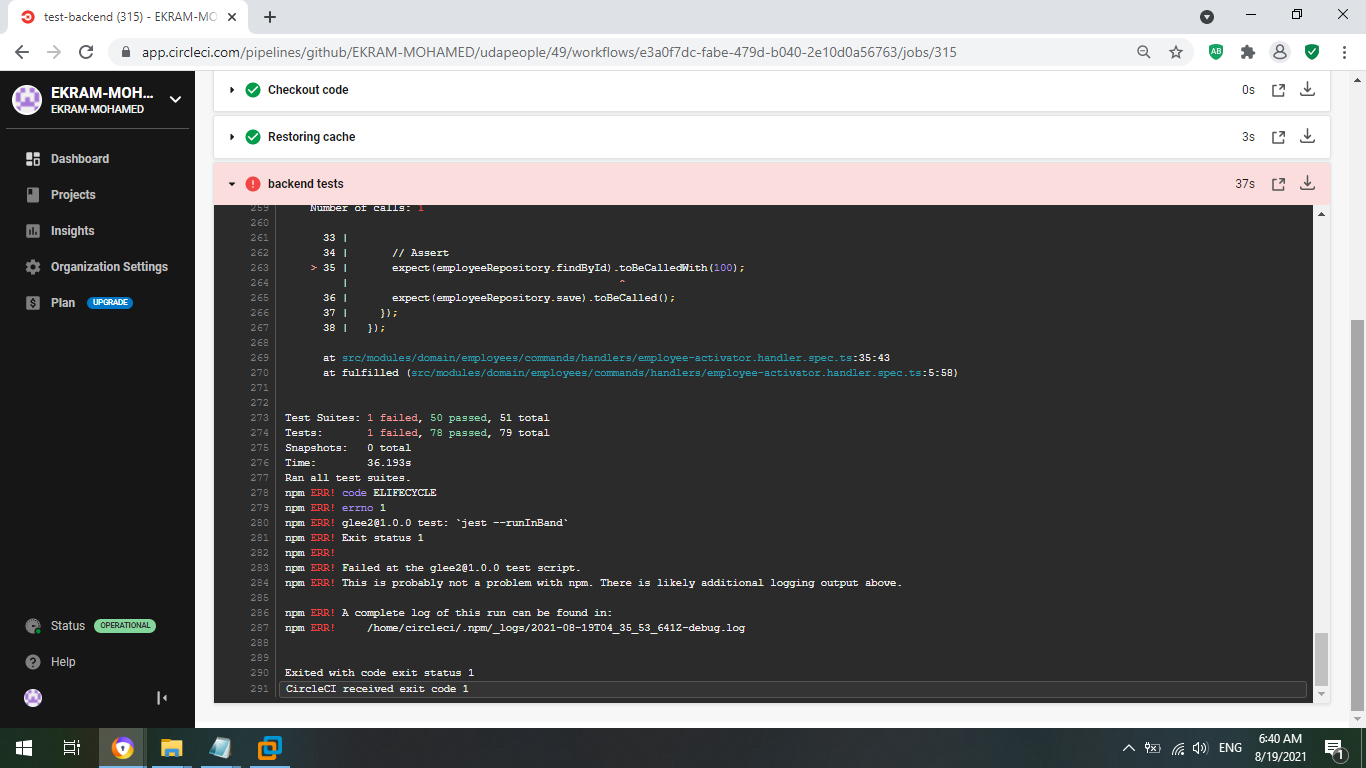 test-backend (315) - EKRAM-MO
app.circleci.com/pipelines/github/EKRAM-MOHAMED/udapeople/49/workflows/e3a0f7dc-fabe-479d-b040-2e10d0a56763/jobs/315
AB
EKRAM-MOH...
EKRAM-MOHAMED
Dashboard
Projects
Insights
Organization Settings
Plan UPGRADE
Status OPERATIONAL
Help
Checkout code 0s
Restoring cache 3s
backend tests 37s
259 Number of calls: 1
260
261 33 |
262 34 | // Assert
263 > 35 | expect(employeeRepository.findById).toBeCalledWith(100);
264 | ^
265 36 | expect(employeeRepository.save).toBeCalled();
266 37 | });
267 38 | });
268
269 at src/modules/domain/employees/commands/handlers/employee-activator.handler.spec.ts:35:43
270 at fulfilled (src/modules/domain/employees/commands/handlers/employee-activator.handler.spec.ts:5:58)
271
272
273 Test Suites: 1 failed, 50 passed, 51 total
274 Tests: 1 failed, 78 passed, 79 total
275 Snapshots: 0 total
276 Time: 36.193s
277 Ran all test suites.
278 npm ERR! code ELIFECYCLE
279 npm ERR! errno 1
280 npm ERR! glee2@1.0.0 test: `jest --runInBand`
281 npm ERR! Exit status 1
282 npm ERR!
283 npm ERR! Failed at the glee2@1.0.0 test script.
284 npm ERR! This is probably not a problem with npm. There is likely additional logging output above.
285
286 npm ERR! A complete log of this run can be found in:
287 npm ERR! /home/circleci/.npm/_logs/2021-08-19T04_35_53_641Z-debug.log
288
289
290 Exited with code exit status 1
291 CircleCI received exit code 1
ENG
6:40 AM
8/19/2021
1